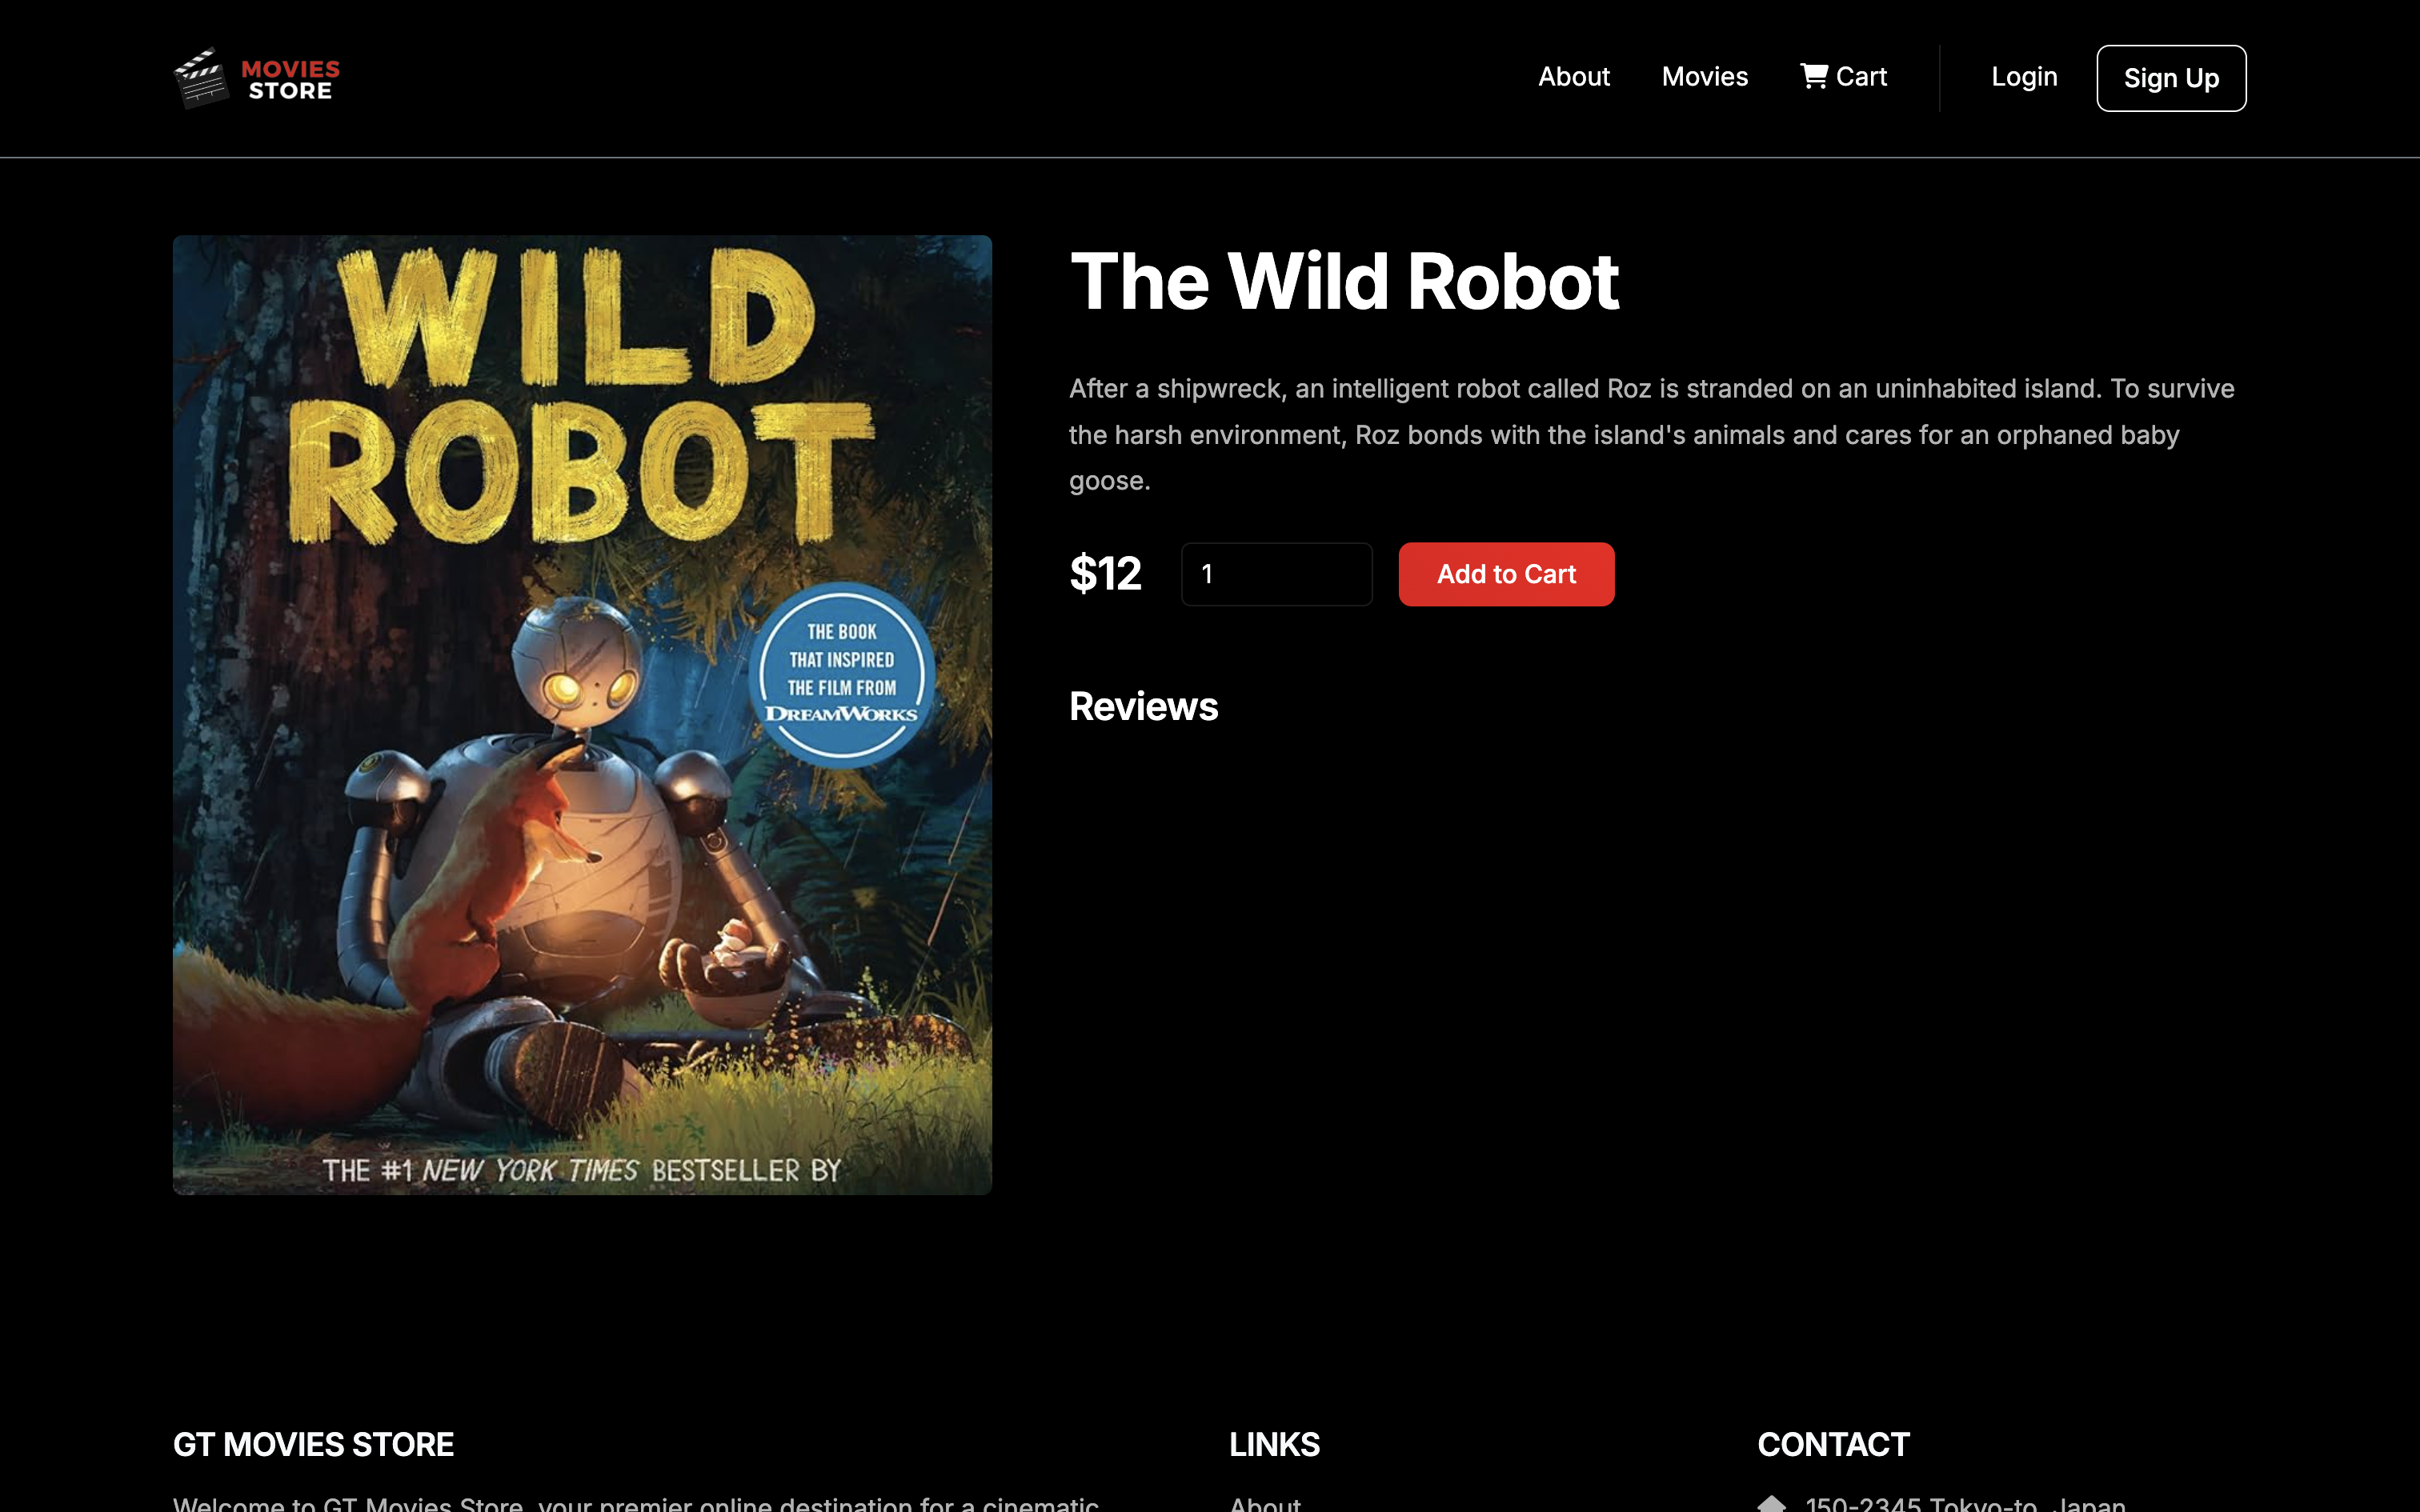 MOVIES
STORE
About
Movies
Cart
Login
Sign Up
WILD
ROBOT
THE BOOK
THAT INSPIRED
THE FILM FROM
DREAMWORKS
THE #1 NEW YORK TIMES BESTSELLER BY
The Wild Robot
After a shipwreck, an intelligent robot called Roz is stranded on an uninhabited island. To survive
the harsh environment, Roz bonds with the island's animals and cares for an orphaned baby
goose.
$12
1
Add to Cart
Reviews
GT MOVIES STORE
Welcome to GT Movies Store, your premier online destination for a cinematic
LINKS
About
CONTACT
150-2345 Tokyo-to, Japan